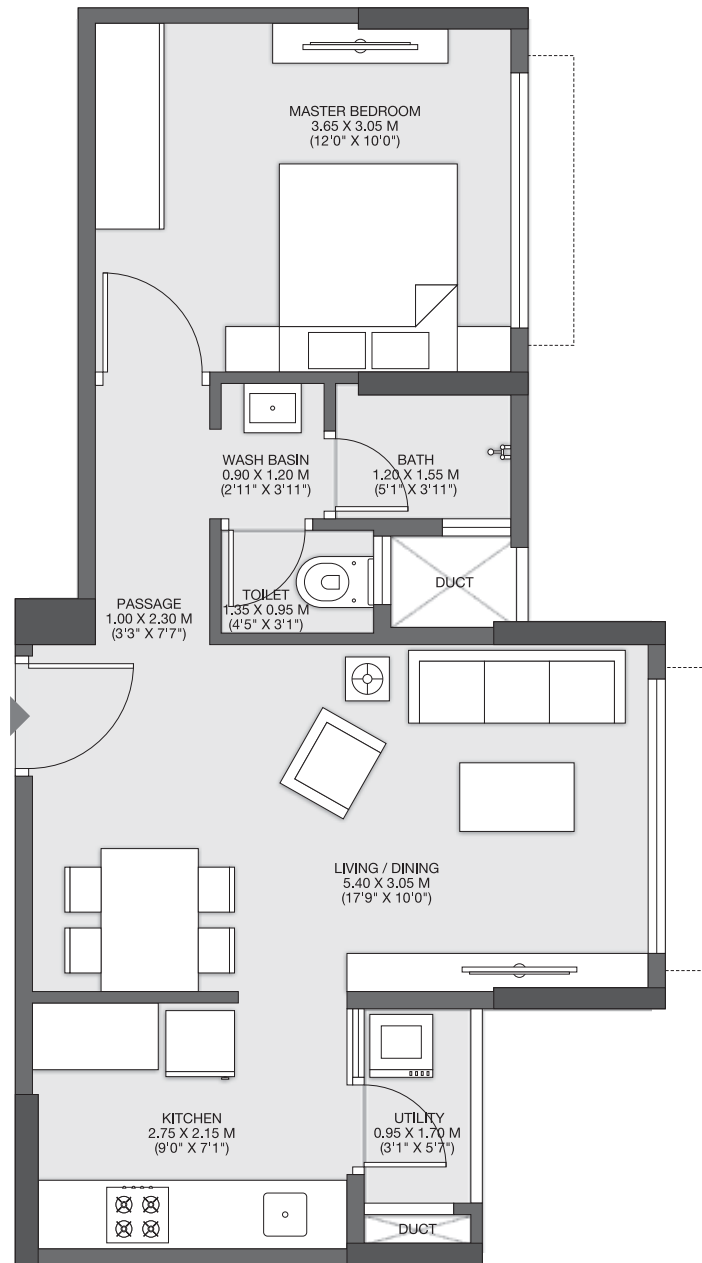 MASTER BEDROOM
3.65 X 3.05 M
(12'0" X 10'0")
WASH BASIN
0.90 X 1.20 M
(2'11" X 3'11")
BATH
1.20 X 1.55 M
(5'1" X 3'11")
DUCT
TOILET
1.35 X 0.95 M
(4'5" X 3'1")
PASSAGE
1.00 X 2.30 M
(3'3" X 7'7")
LIVING / DINING
5.40 X 3.05 M
(17'9" X 10'0")
KITCHEN
2.75 X 2.15 M
(9'0" X 7'1")
UTILITY
0.95 X 1.70 M
(3'1" X 5'7")
DUCT